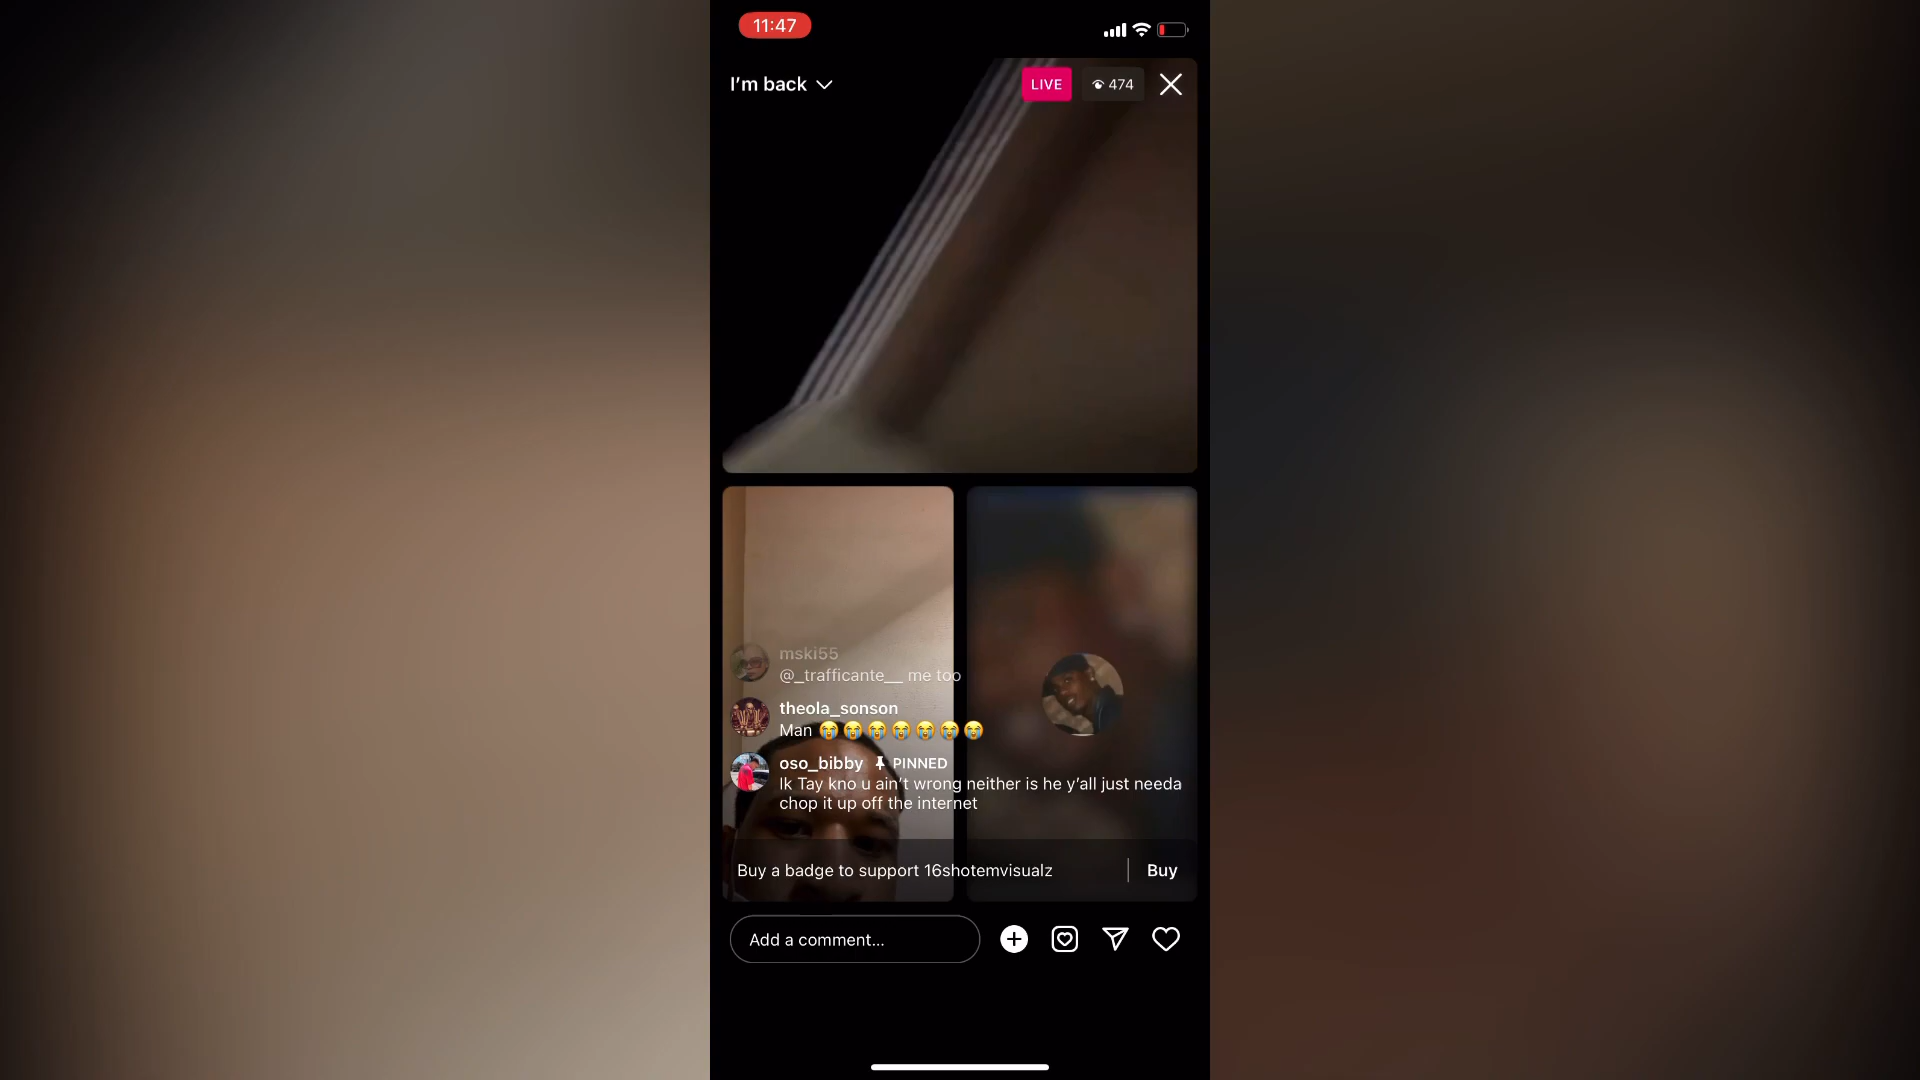 11:47
I'm back
LIVE
474
mski55
@_trafficante__ me too
theola_sonson
Man 😭😭😭😭😭😭😭
oso_bibby PINNED
Ik Tay kno u ain't wrong neither is he y'all just needa
chop it up off the internet
Buy a badge to support 16shotemvisualz
Buy
Add a comment...